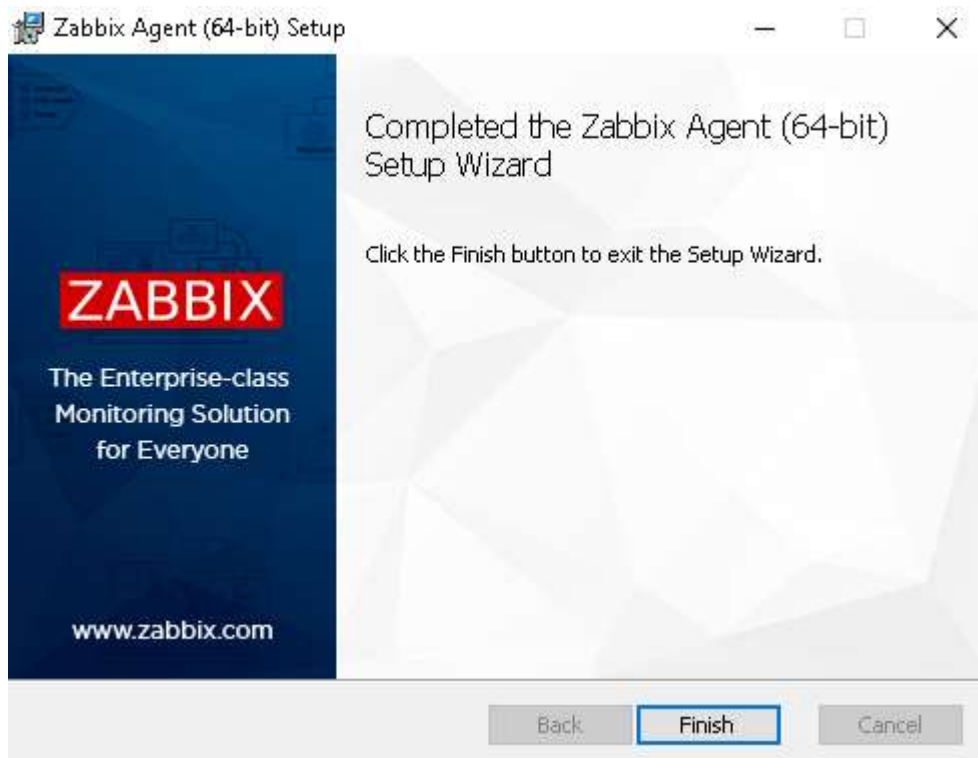 Zabbix Agent (64-bit) Setup
Completed the Zabbix Agent (64-bit)
Setup Wizard
Click the Finish button to exit the Setup Wizard.
ZABBIX
The Enterprise-class
Monitoring Solution
for Everyone
www.zabbix.com
Back
Finish
Cancel